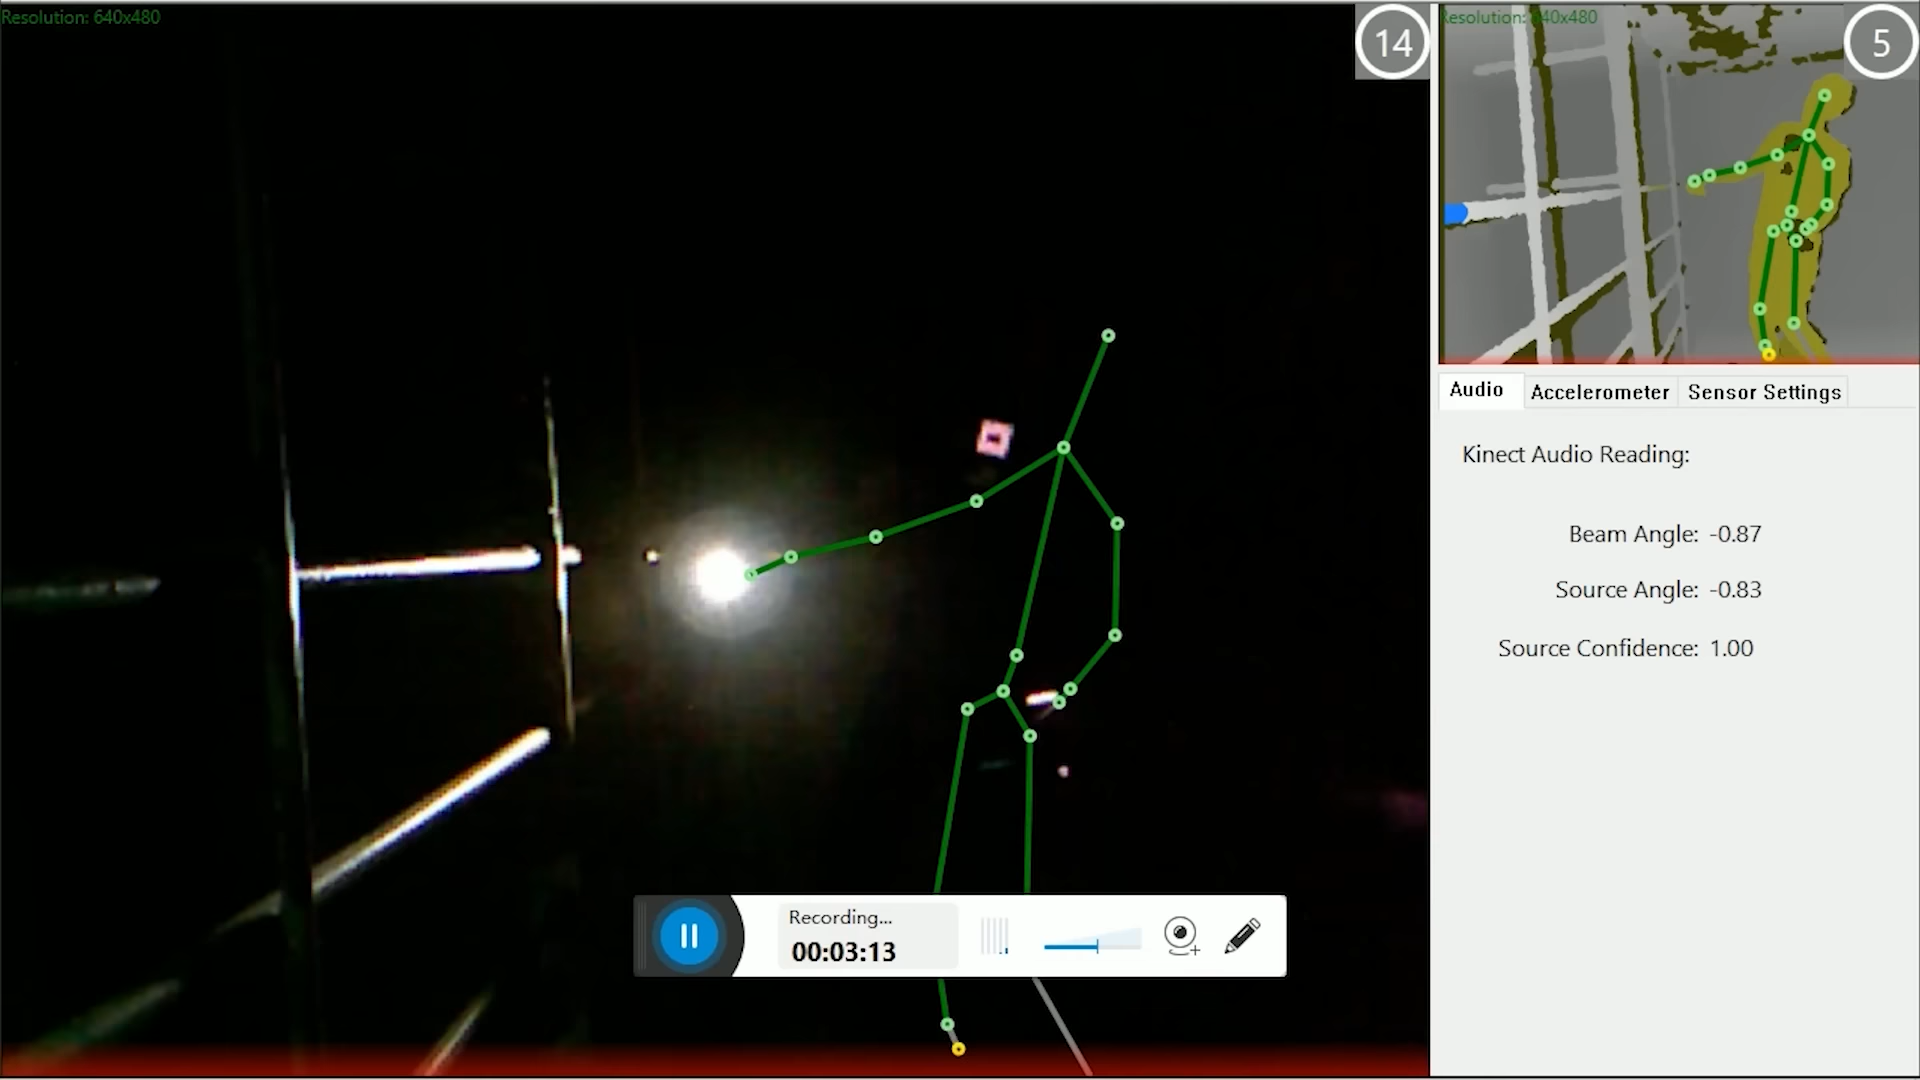 Resolution: 640x480
14
Resolution: 640x480
5
Audio
Accelerometer
Sensor Settings
Kinect Audio Reading:
Beam Angle: -0.87
Source Angle: -0.83
Source Confidence: 1.00
Recording...
00:03:13